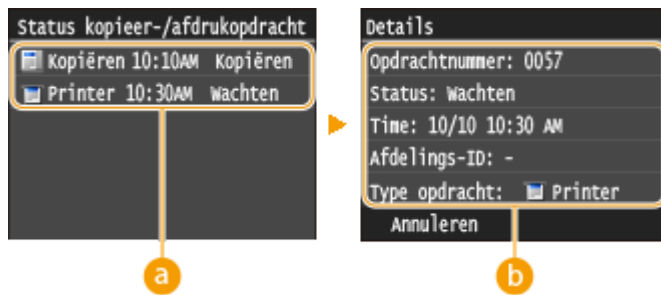 Status kopieer-/afdrukopdracht
Kopiëren 10:10AM Kopiëren
Printer 10:30AM Wachten
a
Details
Opdrachtnummer: 0057
Status: Wachten
Time: 10/10 10:30 AM
Afdelings-ID: -
Type opdracht: Printer
Annuleren
b